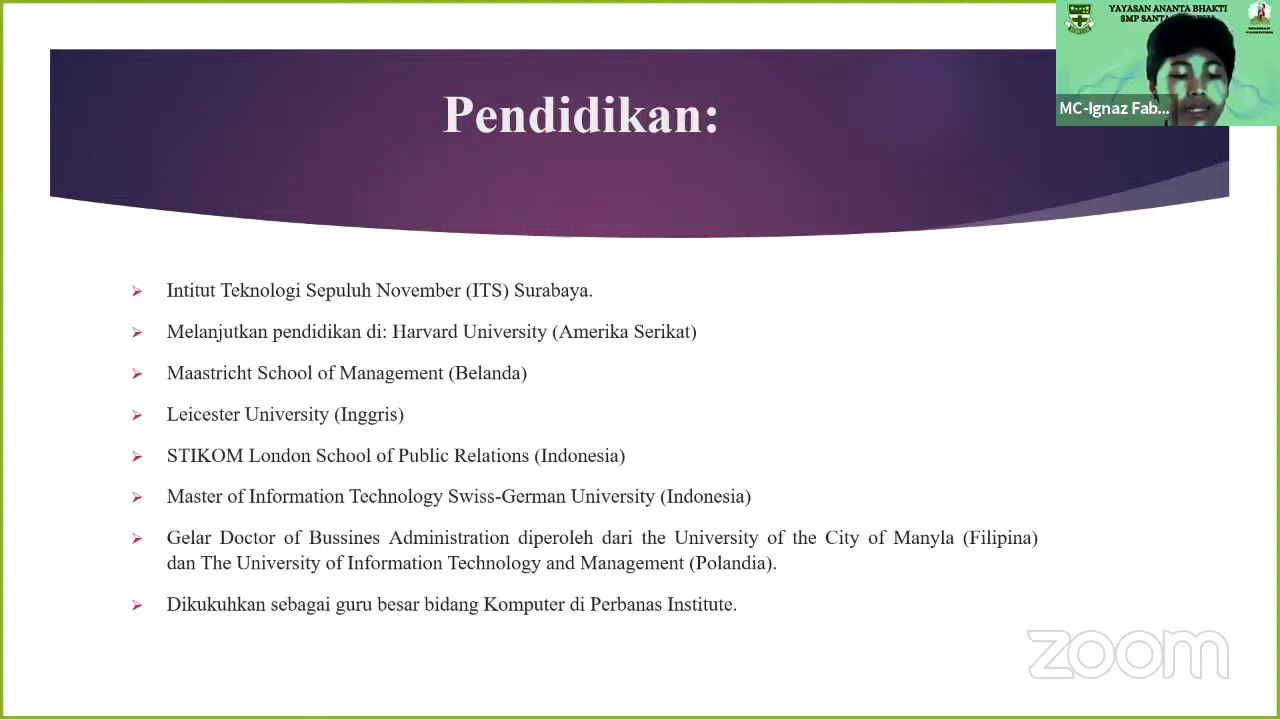 Pendidikan:
Intitut Teknologi Sepuluh November (ITS) Surabaya.
Melanjutkan pendidikan di: Harvard University (Amerika Serikat)
Maastricht School of Management (Belanda)
Leicester University (Inggris)
STIKOM London School of Public Relations (Indonesia)
Master of Information Technology Swiss-German University (Indonesia)
Gelar Doctor of Bussines Administration diperoleh dari the University of the City of Manyla (Filipina)
dan The University of Information Technology and Management (Polandia).
Dikukuhkan sebagai guru besar bidang Komputer di Perbanas Institute.
YAYASAN ANANTA BHAKTI
SMP SANTA
MC-Ignaz Fab...
zoom